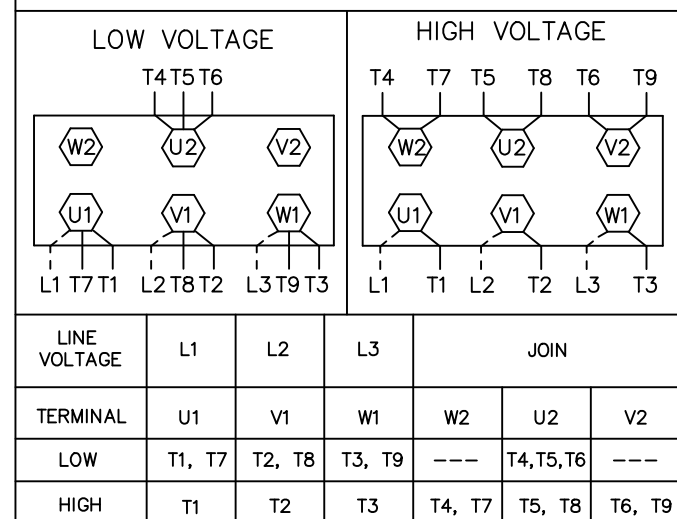 LOW VOLTAGE
T4 T5 T6
W2 U2 V2
U1 V1 W1
L1 T7 T1 L2 T8 T2 L3 T9 T3
HIGH VOLTAGE
T4 T7 T5 T8 T6 T9
W2 U2 V2
U1 V1 W1
L1 T1 L2 T2 L3 T3
LINE
VOLTAGE L1 L2 L3 JOIN
TERMINAL U1 V1 W1 W2 U2 V2
LOW T1, T7 T2, T8 T3, T9 --- T4,T5,T6 ---
HIGH T1 T2 T3 T4, T7 T5, T8 T6, T9